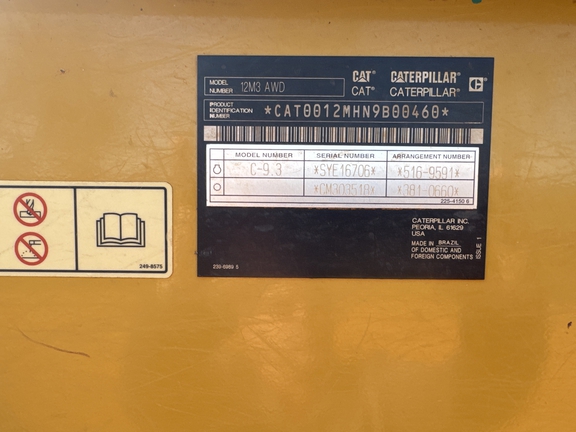 MODEL NUMBER 12M3 AWD CAT CATERPILLAR
CAT® CATERPILLAR®
PRODUCT IDENTIFICATION NUMBER *CAT0012MHN9B00460*
MODEL NUMBER SERIAL NUMBER ARRANGEMENT NUMBER
C-9.3 *SYE16706* *516-9591*
*381-0660*
225-4150 6
CATERPILLAR INC.
PEORIA, IL 61629
USA
MADE IN BRAZIL
OF DOMESTIC AND
FOREIGN COMPONENTS
ISSUE 1
230-6989 5
249-8575